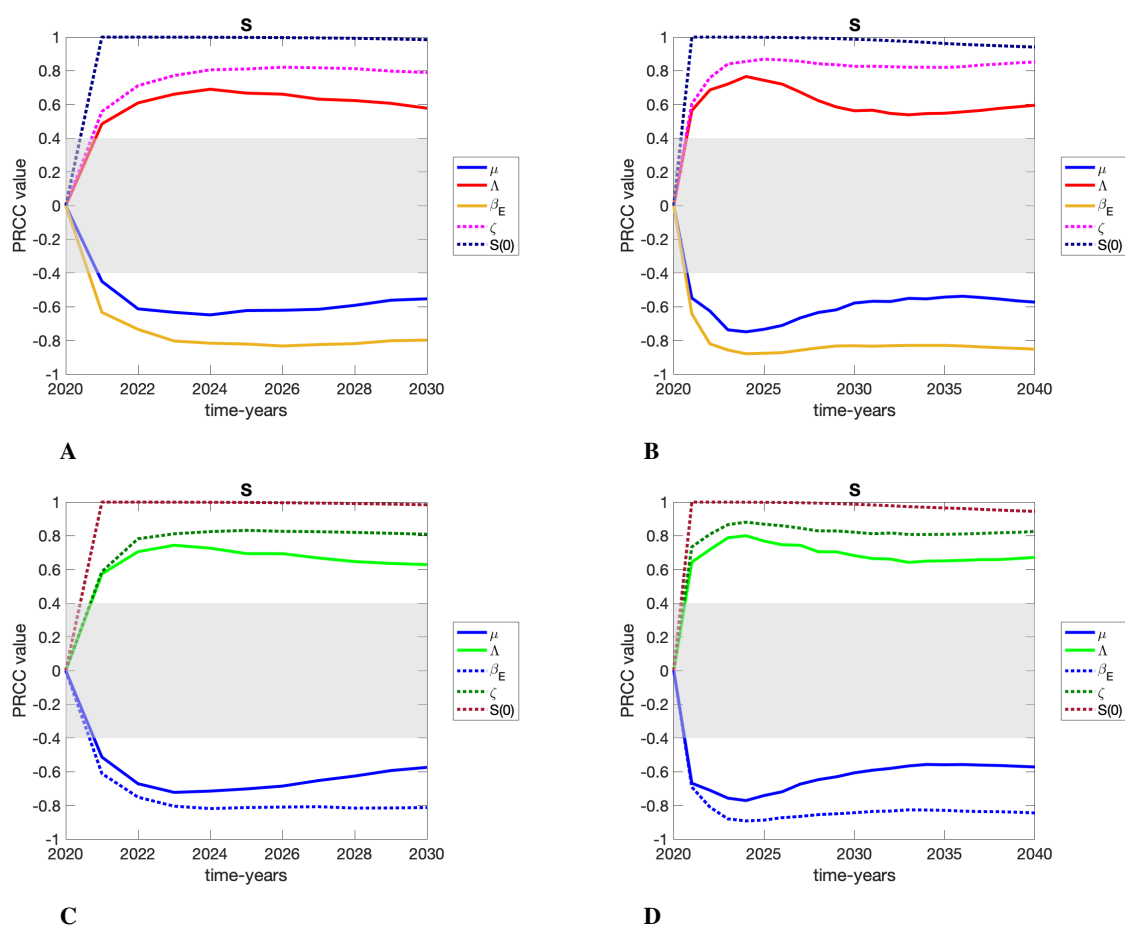 S
PRCC value
1
0.8
0.6
0.4
0.2
0
-0.2
-0.4
-0.6
-0.8
-1
2020 2022 2024 2026 2028 2030
time-years
μ
Λ
β_E
ζ
S(0)
A
S
PRCC value
1
0.8
0.6
0.4
0.2
0
-0.2
-0.4
-0.6
-0.8
-1
2020 2025 2030 2035 2040
time-years
μ
Λ
β_E
ζ
S(0)
B
S
PRCC value
1
0.8
0.6
0.4
0.2
0
-0.2
-0.4
-0.6
-0.8
-1
2020 2022 2024 2026 2028 2030
time-years
μ
Λ
β_E
ζ
S(0)
C
S
PRCC value
1
0.8
0.6
0.4
0.2
0
-0.2
-0.4
-0.6
-0.8
-1
2020 2025 2030 2035 2040
time-years
μ
Λ
β_E
ζ
S(0)
D